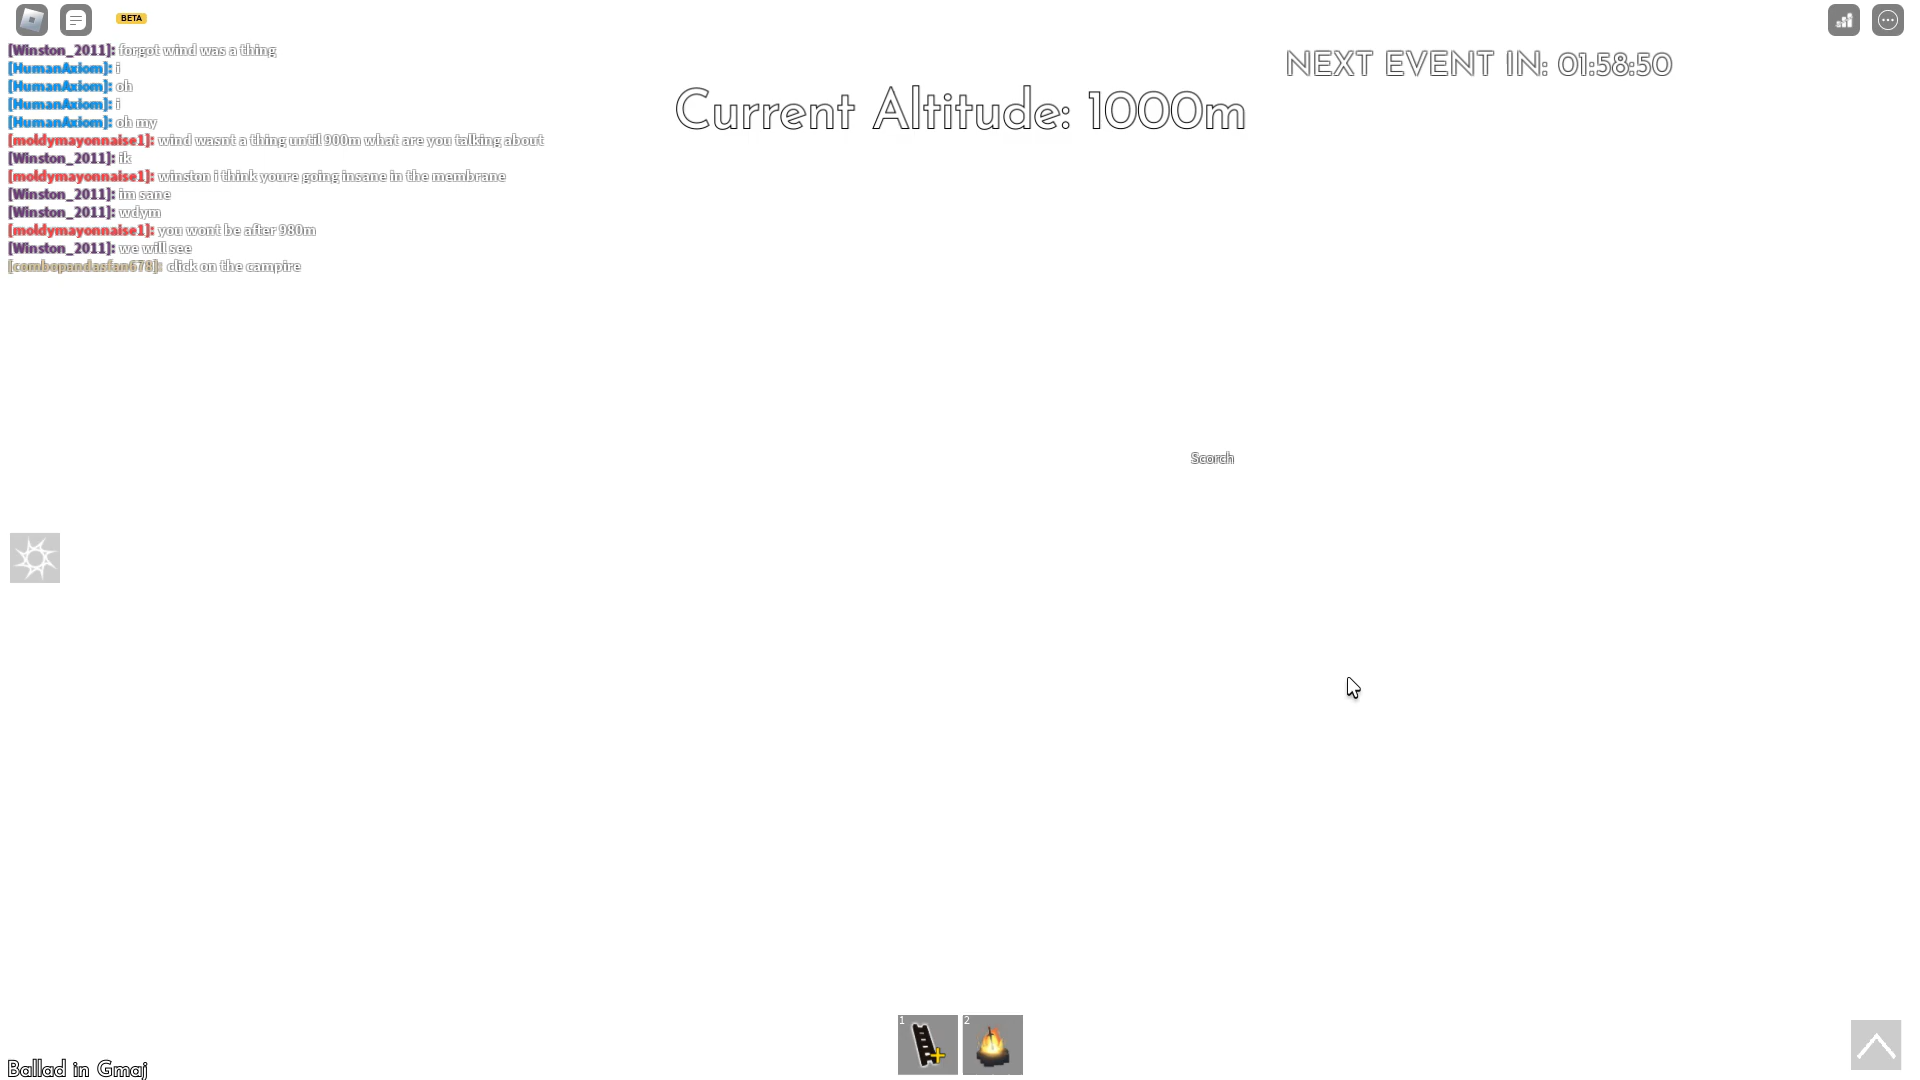 BETA
[Winston_2011]: forgot wind was a thing
[HumanAxiom]: i
[HumanAxiom]: oh
[HumanAxiom]: i
[HumanAxiom]: oh my
[moldymayonnaise1]: wind wasnt a thing until 900m what are you talking about
[Winston_2011]: ik
[moldymayonnaise1]: winston i think youre going insane in the membrane
[Winston_2011]: im sane
[Winston_2011]: wdym
[moldymayonnaise1]: you wont be after 980m
[Winston_2011]: we will see
[combopandasfan678]: click on the campire
NEXT EVENT IN: 01:58:50
Current Altitude: 1000m
Scorch
1
2
Ballad in Gmaj